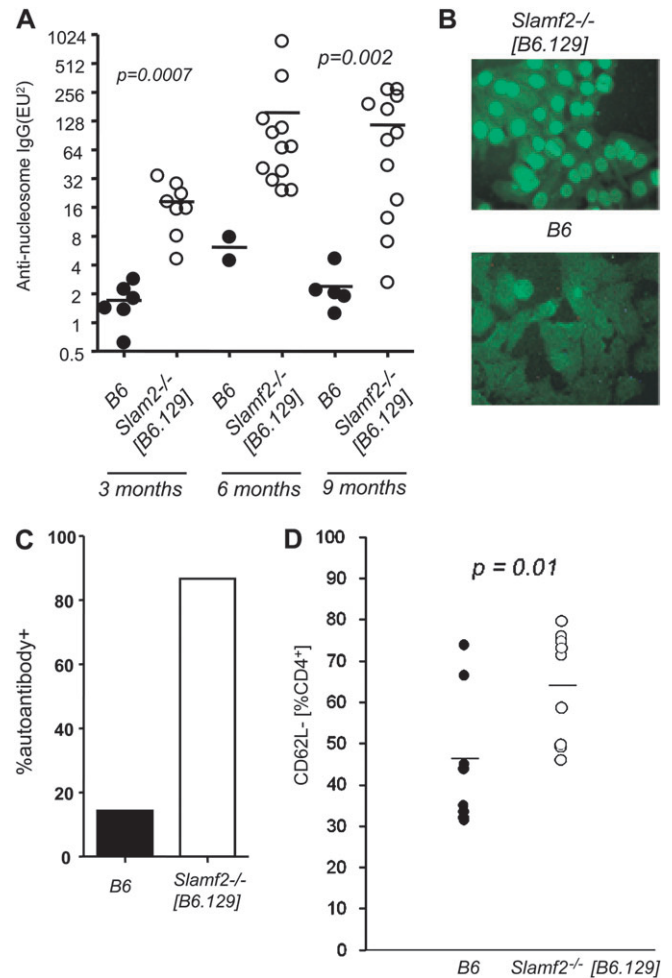 A
1024
512
256
128
64
32
16
8
4
2
1
0.5
Anti-nucleosome IgG(EU²)
p=0.0007
p=0.002
B6
Slam2-/-
[B6.129]
B6
Slamf2-/-
[B6.129]
B6
Slamf2-/-
[B6.129]
3 months
6 months
9 months
B
Slamf2-/-
[B6.129]
B6
C
100
80
60
40
20
0
%autoantibody+
B6
Slamf2-/-
[B6.129]
D
100
90
80
70
60
50
40
30
20
10
0
CD62L- [%CD4⁺]
p = 0.01
B6
Slamf2⁻/⁻ [B6.129]